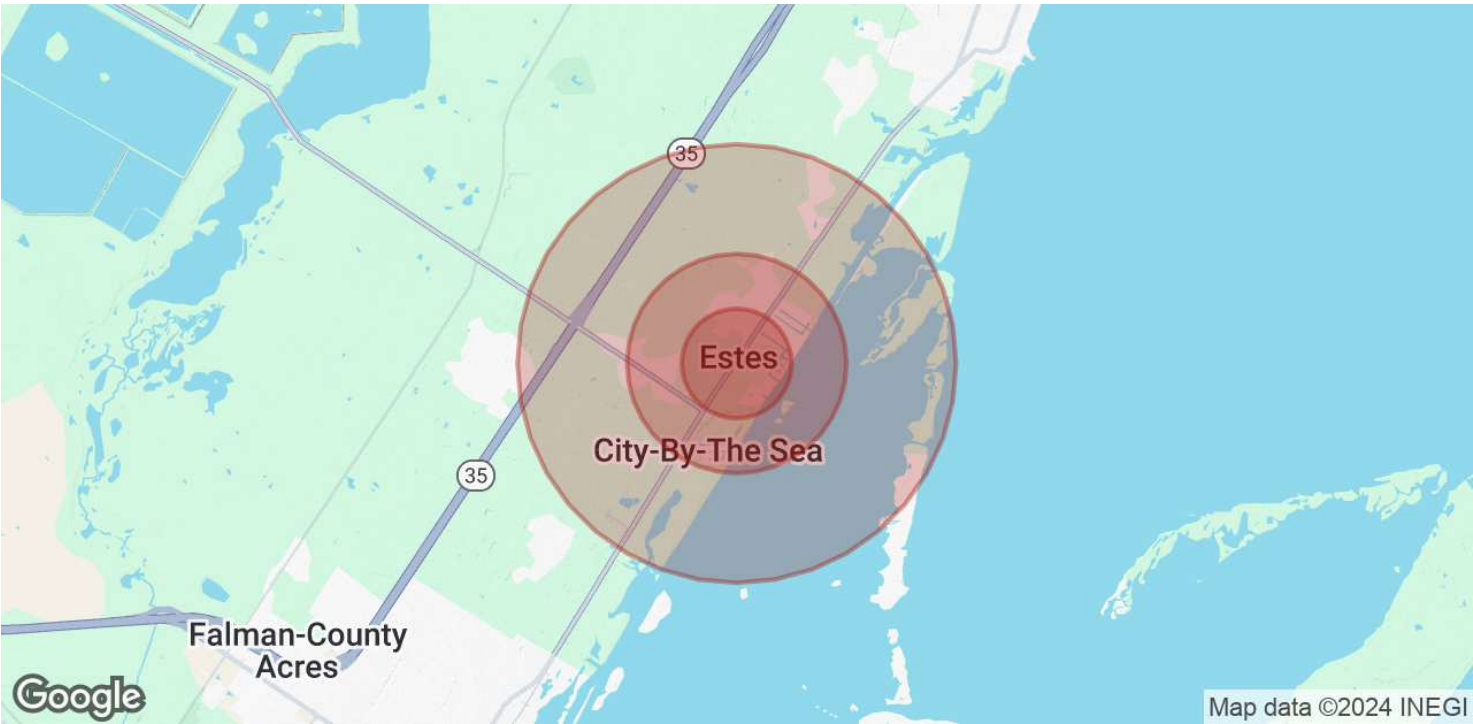 35
Estes
City-By-The Sea
35
Falman-County
Acres
Google
Map data ©2024 INEGI